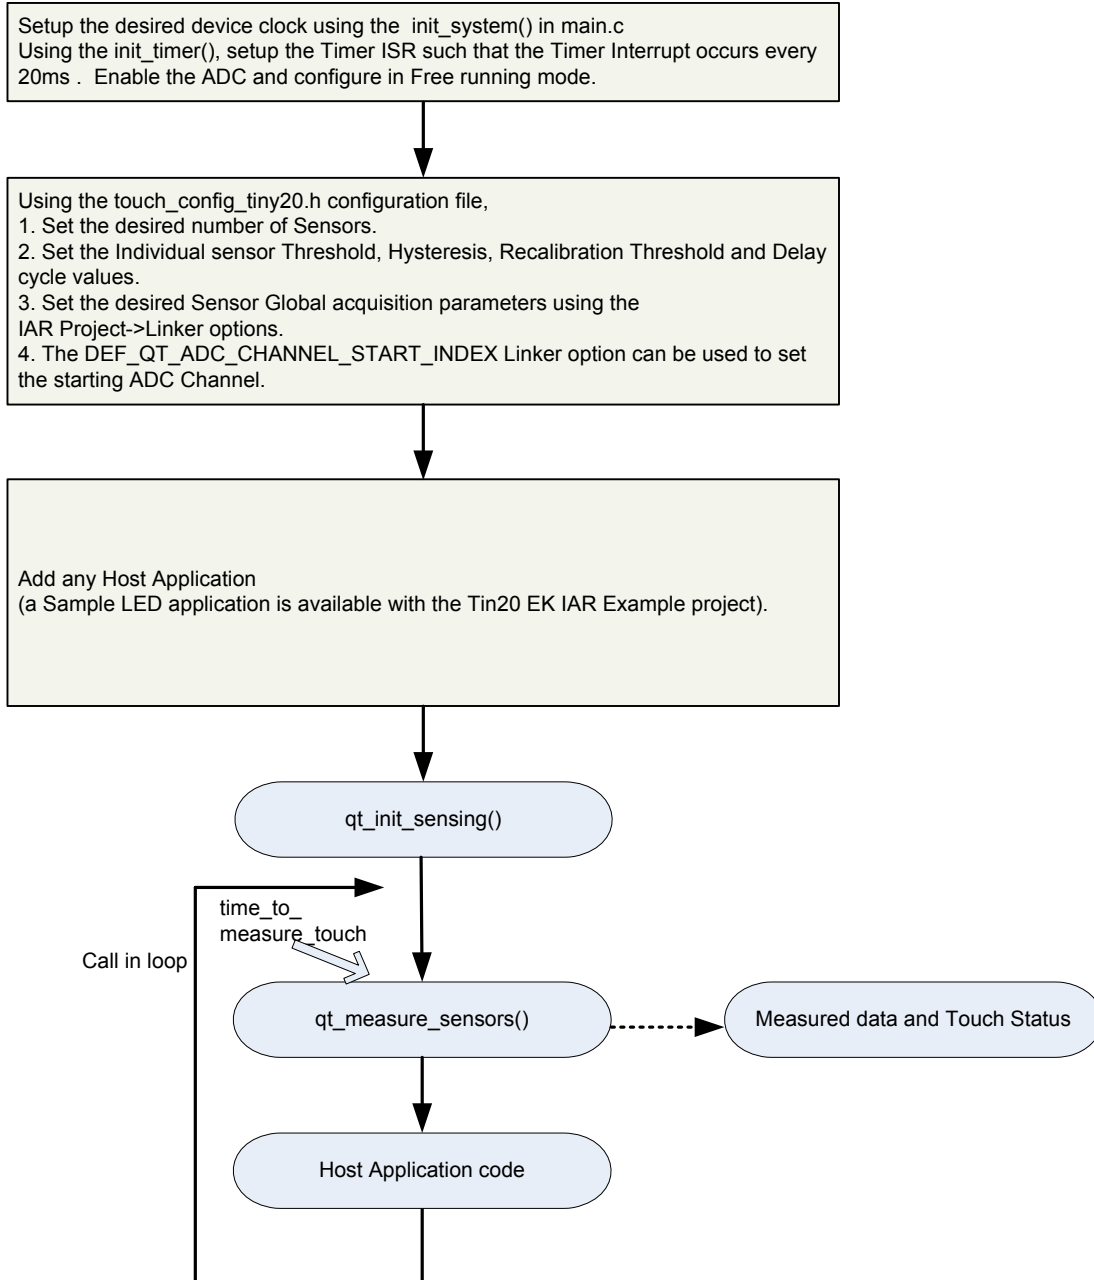 Setup the desired device clock using the  init_system() in main.c
Using the init_timer(), setup the Timer ISR such that the Timer Interrupt occurs every
20ms .  Enable the ADC and configure in Free running mode.
Using the touch_config_tiny20.h configuration file,
1. Set the desired number of Sensors.
2. Set the Individual sensor Threshold, Hysteresis, Recalibration Threshold and Delay
cycle values.
3. Set the desired Sensor Global acquisition parameters using the
IAR Project->Linker options.
4. The DEF_QT_ADC_CHANNEL_START_INDEX Linker option can be used to set
the starting ADC Channel.
Add any Host Application
(a Sample LED application is available with the Tin20 EK IAR Example project).
qt_init_sensing()
time_to_
measure_touch
Call in loop
qt_measure_sensors()
Measured data and Touch Status
Host Application code